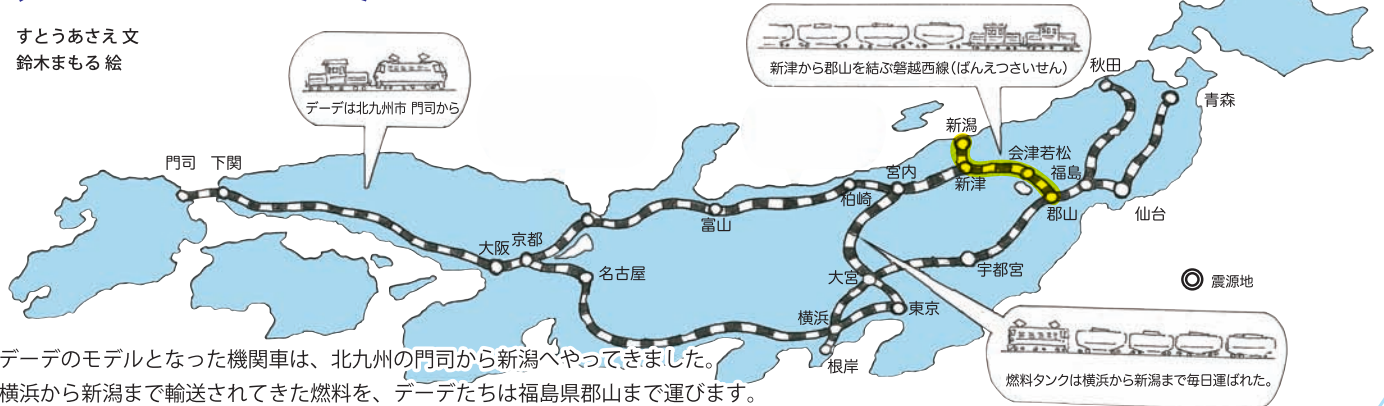 すとうあさえ 文
鈴木まもる 絵
デーデは北九州市 門司から
新津から郡山を結ぶ磐越西線(ばんえつさいせん)
秋田
青森
新潟
会津若松
門司
下関
宮内
新津
福島
柏崎
郡山
仙台
富山
大阪
京都
名古屋
大宮
宇都宮
震源地
横浜
東京
根岸
デーデのモデルとなった機関車は、北九州の門司から新潟へやってきました。
横浜から新潟まで輸送されてきた燃料を、デーデたちは福島県郡山まで運びます。
燃料タンクは横浜から新潟まで毎日運ばれた。